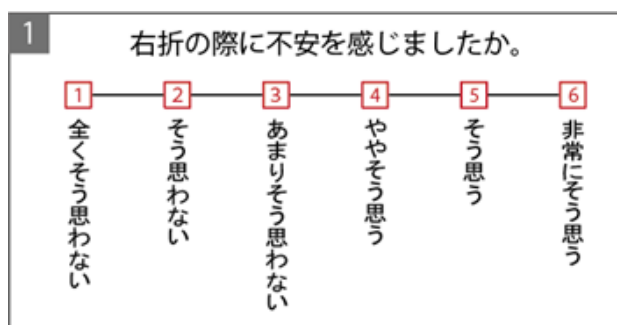 1
右折の際に不安を感じましたか。
1 2 3 4 5 6
全くそう思わない
そう思わない
あまりそう思わない
ややそう思う
そう思う
非常にそう思う